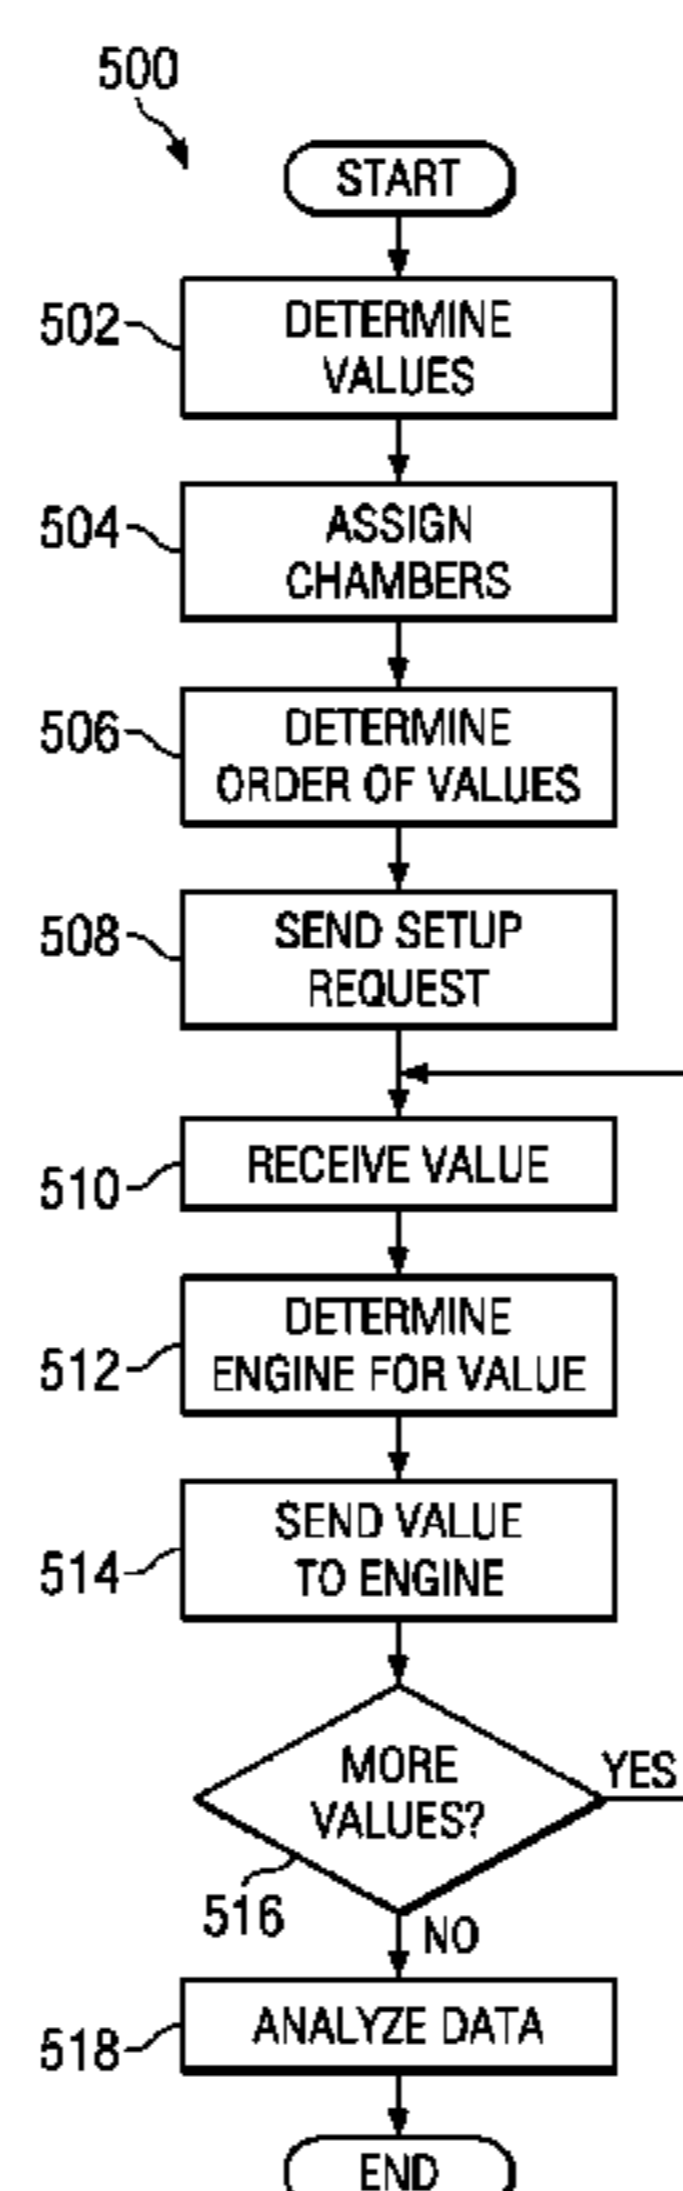 500
START
502
DETERMINE
VALUES
504
ASSIGN
CHAMBERS
506
DETERMINE
ORDER OF VALUES
508
SEND SETUP
REQUEST
510
RECEIVE VALUE
512
DETERMINE
ENGINE FOR VALUE
514
SEND VALUE
TO ENGINE
MORE
VALUES?
YES
516
NO
518
ANALYZE DATA
END